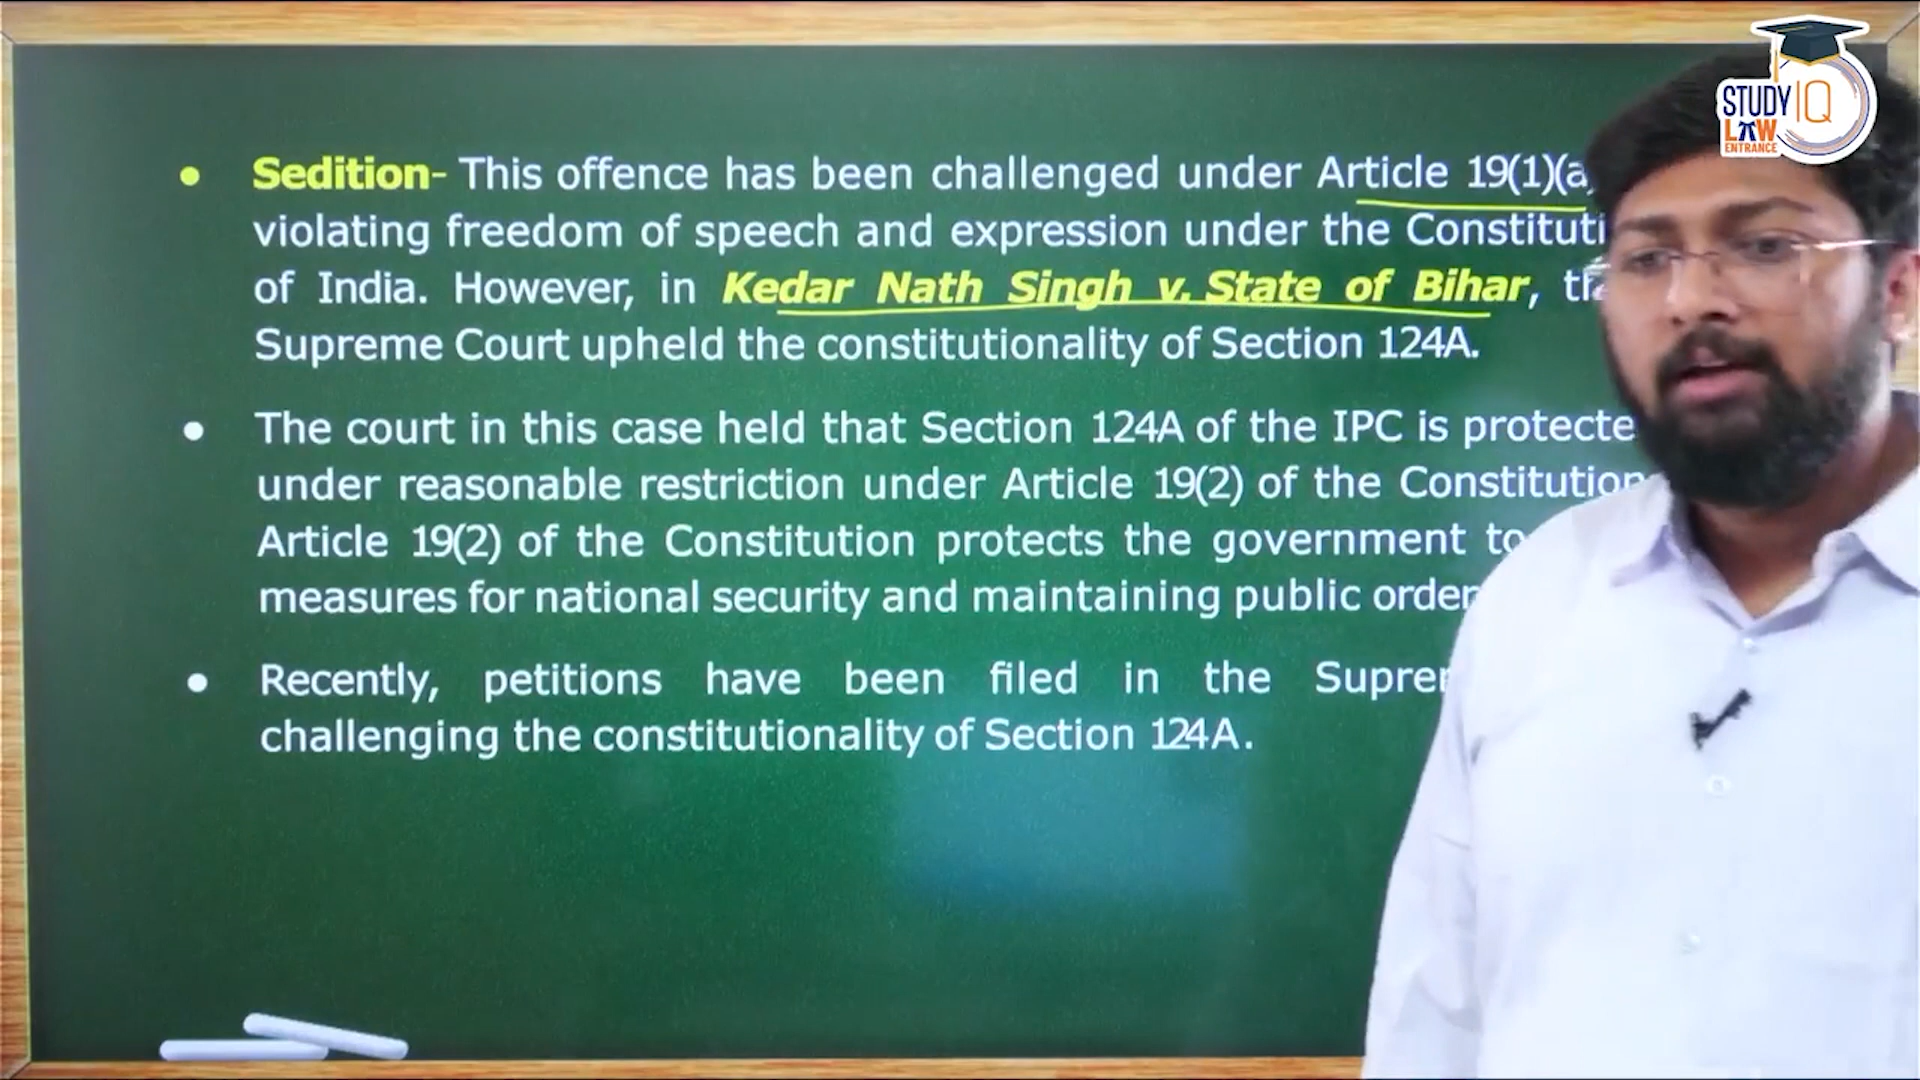 STUDY IQ
LAW
ENTRANCE
• Sedition- This offence has been challenged under Article 19(1)(a)
violating freedom of speech and expression under the
of India. However, in Kedar Nath Singh v. State of Bihar,
Supreme Court upheld the constitutionality of Section 124A.
• The court in this case held that Section 124A of the IPC is
under reasonable restriction under Article 19(2) of the Constitution
Article 19(2) of the Constitution protects the government to
measures for national security and maintaining public order
• Recently, petitions have been filed in the
challenging the constitutionality of Section 124A.